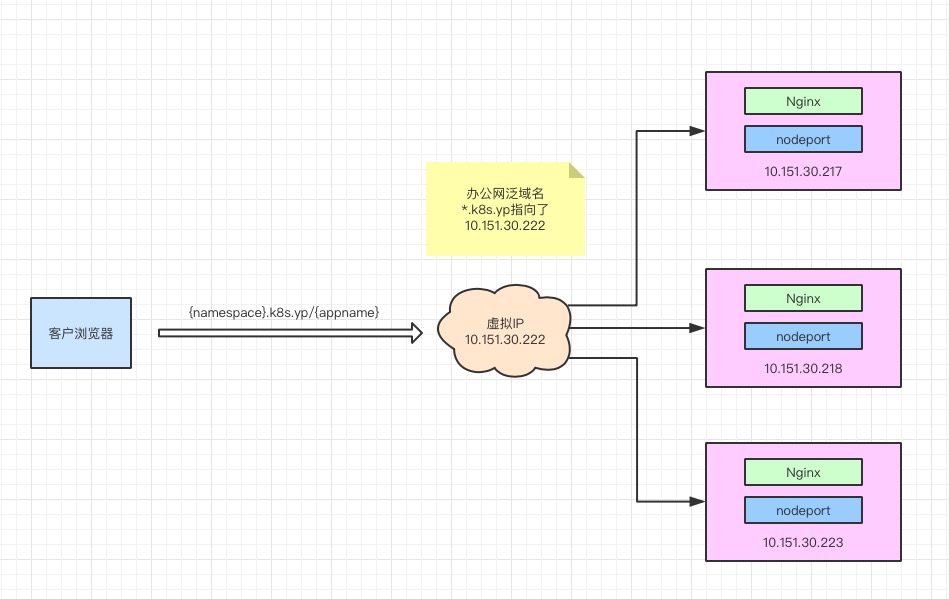 客户浏览器
{namespace}.k8s.yp/{appname}
办公网泛域名
*.k8s.yp指向了
10.151.30.222
虚拟IP
10.151.30.222
Nginx
nodeport
10.151.30.217
Nginx
nodeport
10.151.30.218
Nginx
nodeport
10.151.30.223